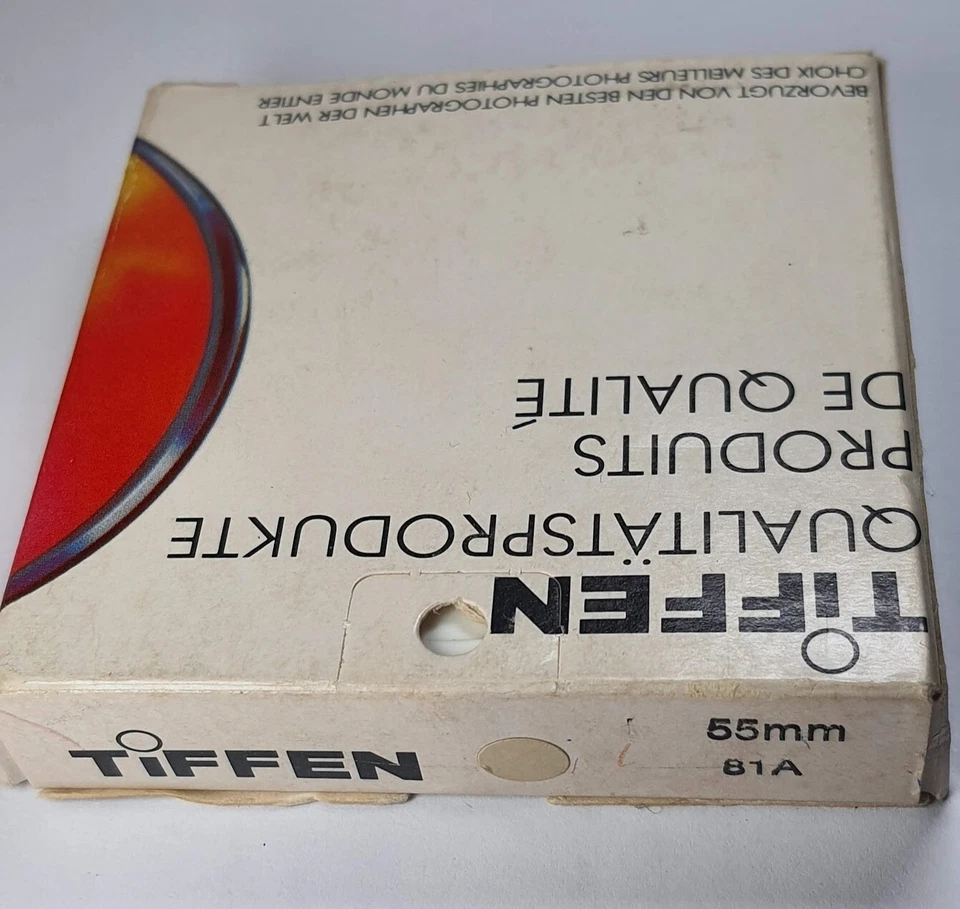 TIFFEN
QUALITÄTSPRODUKTE
PRODUITS
DE QUALITÉ
BEVORZUGT VON DEN BESTEN PHOTOGRAPHEN DER WELT
CHOIX DES MEILLEURS PHOTOGRAPHIES DU MONDE ENTIER
TIFFEN
55mm
81A